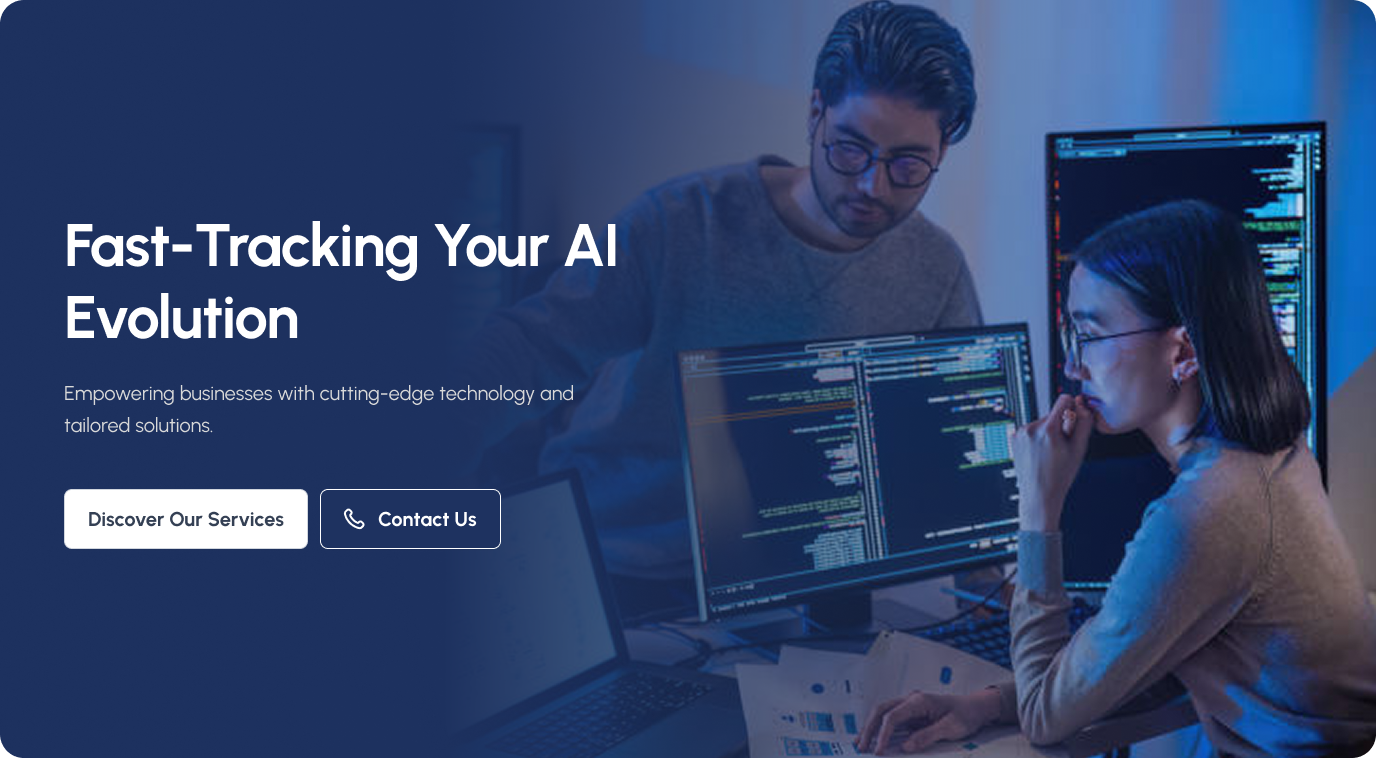 Fast-Tracking Your AI
Evolution
Empowering businesses with cutting-edge technology and
tailored solutions.
Discover Our Services
Contact Us